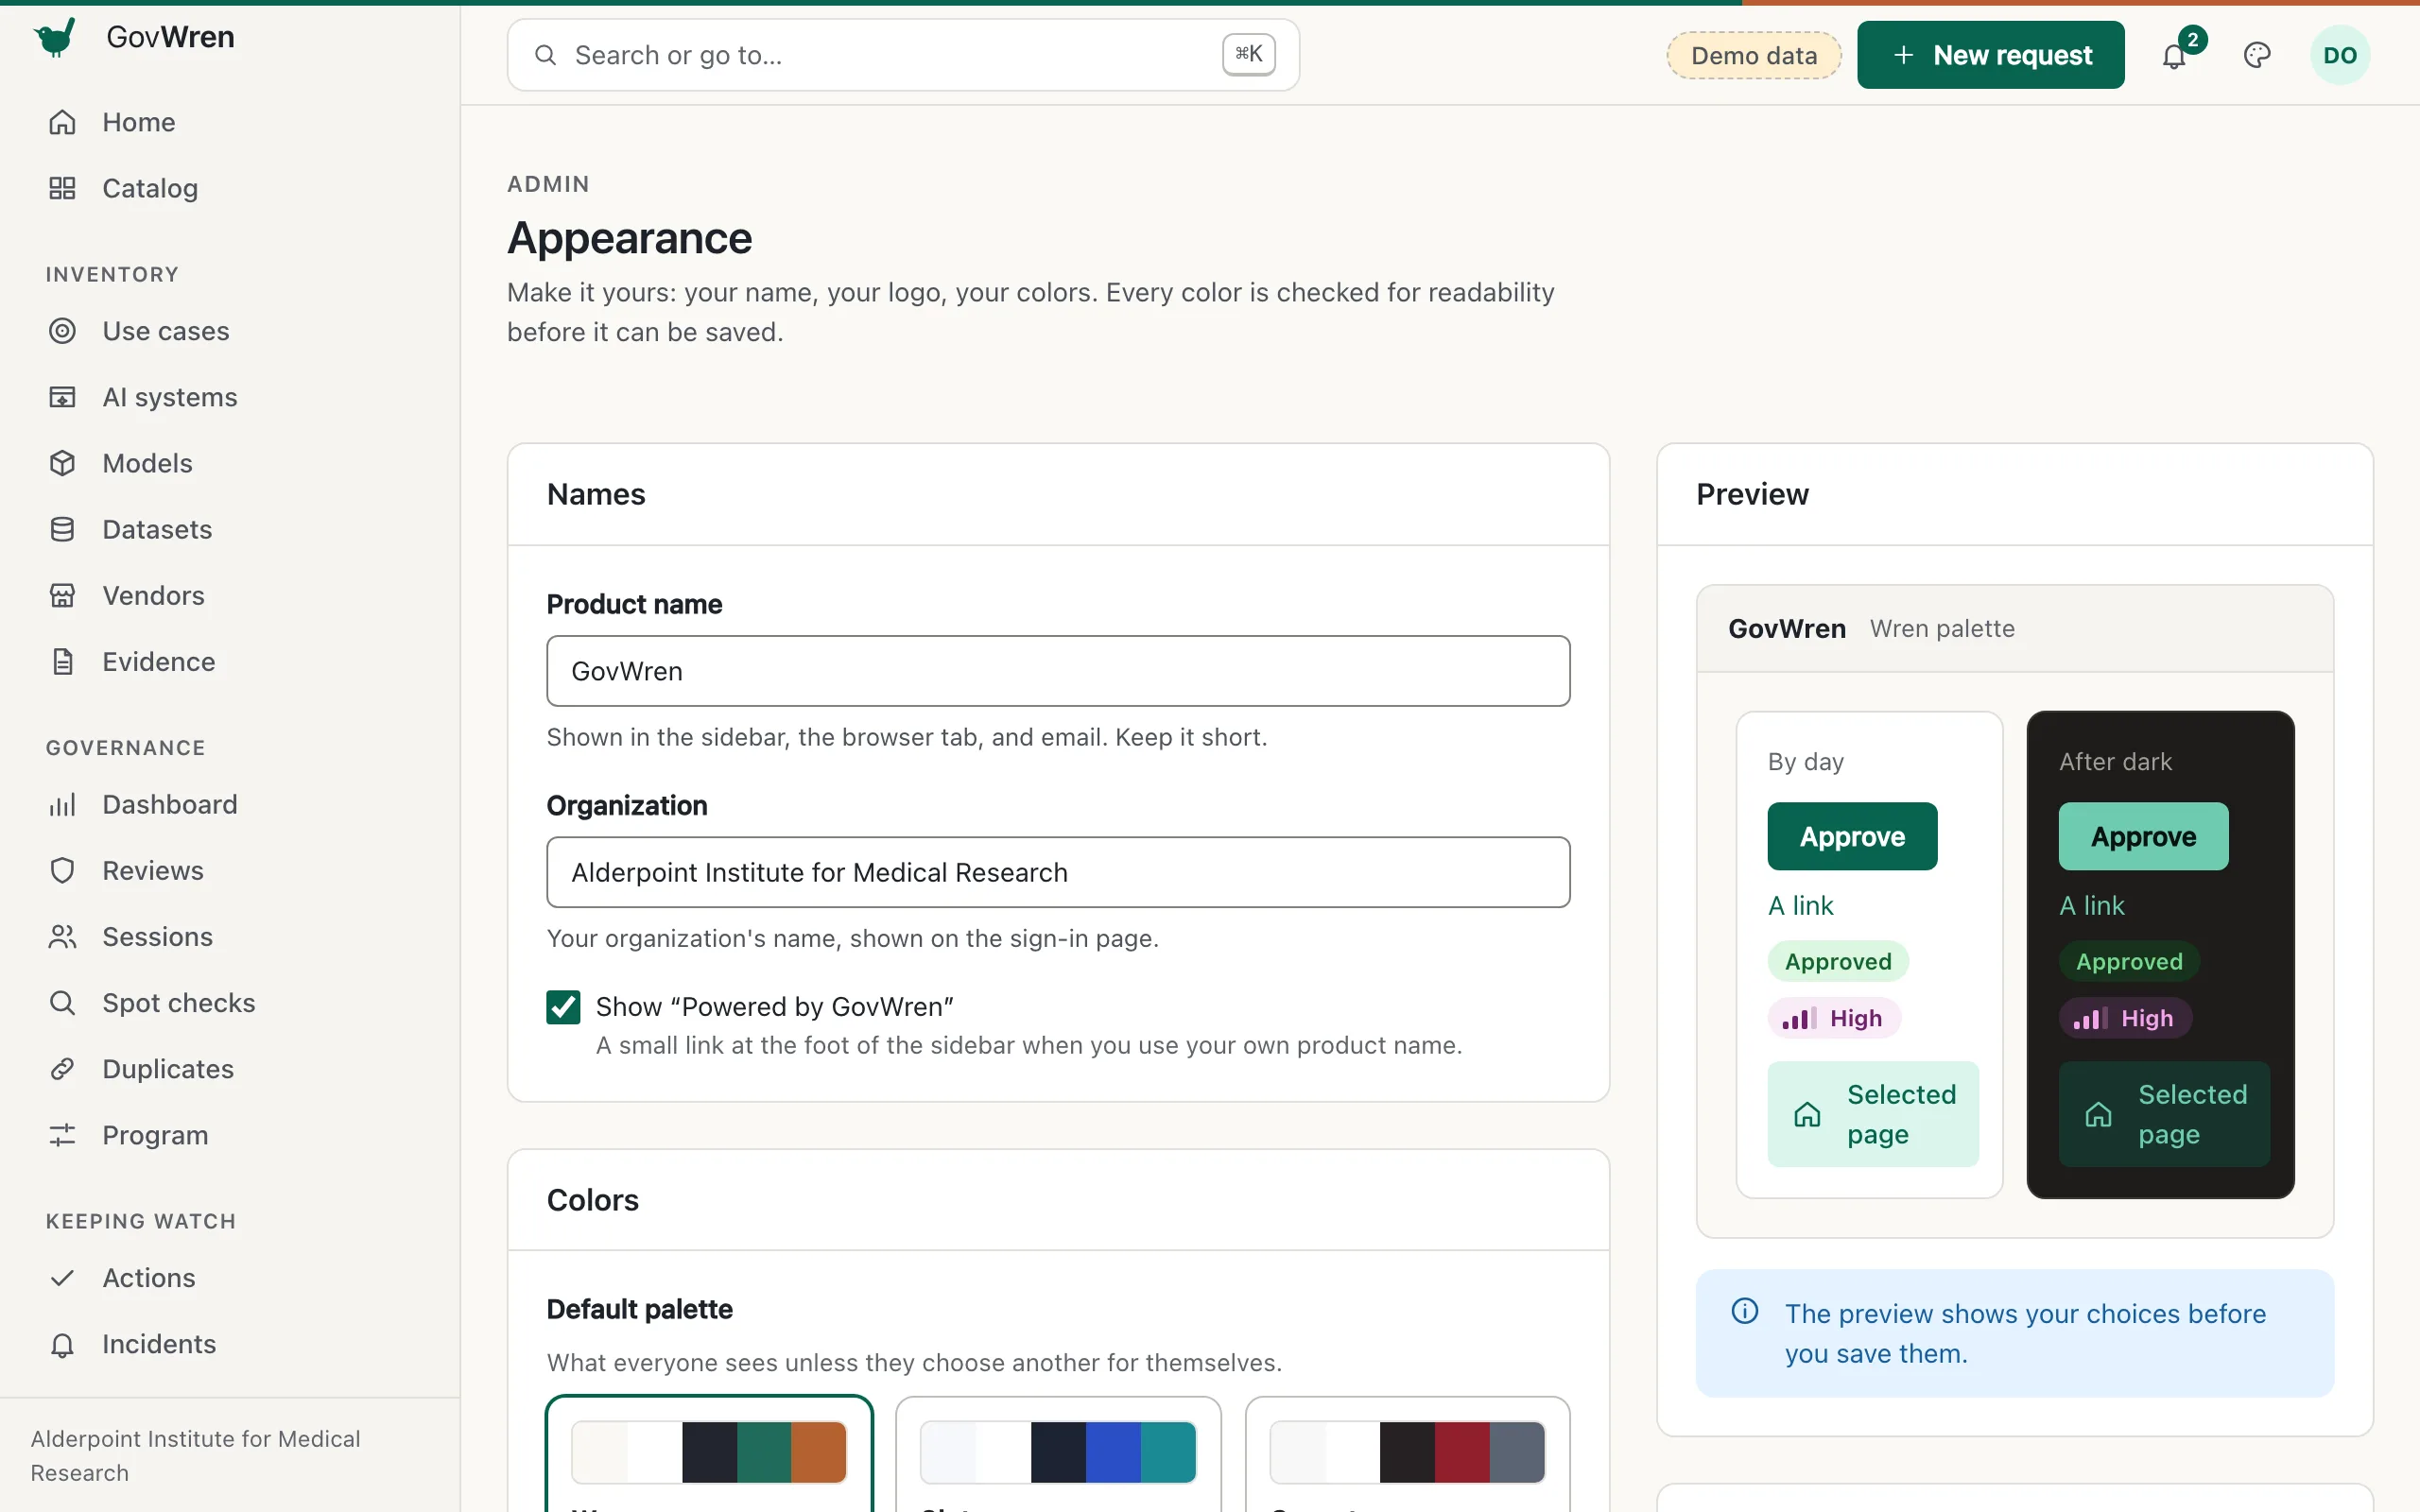 GovWren
Home
Catalog
INVENTORY
Use cases
AI systems
Models
Datasets
Vendors
Evidence
GOVERNANCE
Dashboard
Reviews
Sessions
Spot checks
Duplicates
Program
KEEPING WATCH
Actions
Incidents
Alderpoint Institute for Medical
Research
Search or go to...
⌘K
Demo data
+ New request
2
DO
ADMIN
Appearance
Make it yours: your name, your logo, your colors. Every color is checked for readability
before it can be saved.
Names
Product name
GovWren
Shown in the sidebar, the browser tab, and email. Keep it short.
Organization
Alderpoint Institute for Medical Research
Your organization's name, shown on the sign-in page.
Show “Powered by GovWren”
A small link at the foot of the sidebar when you use your own product name.
Colors
Default palette
What everyone sees unless they choose another for themselves.
Preview
GovWren Wren palette
By day
Approve
A link
Approved
High
Selected
page
After dark
Approve
A link
Approved
High
Selected
page
The preview shows your choices before
you save them.